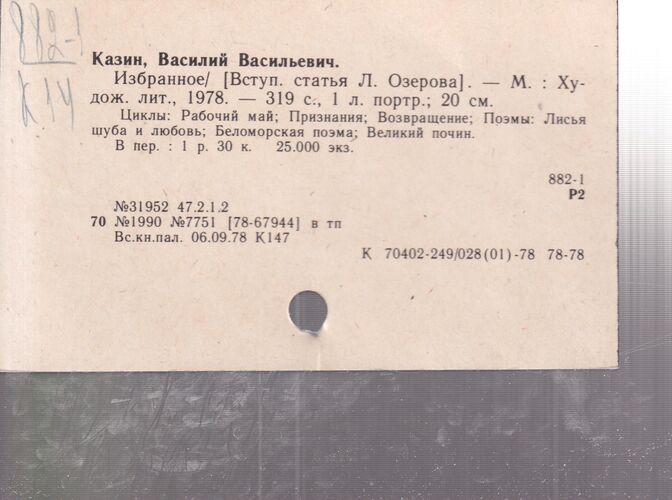 882-1
К 14
Казин, Василий Васильевич.
Избранное/ [Вступ. статья Л. Озерова]. — М. : Ху-
дож. лит., 1978. — 319 с., 1 л. портр.; 20 см.
Циклы: Рабочий май; Признания; Возвращение; Поэмы: Лисья
шуба и любовь; Беломорская поэма; Великий почин.
В пер. : 1 р. 30 к. 25.000 экз.
882-1
Р2
№31952 47.2.1.2
70 №1990 №7751 [78-67944] в тп
Вс.кн.пал. 06.09.78 К147
К 70402-249/028(01)-78 78-78